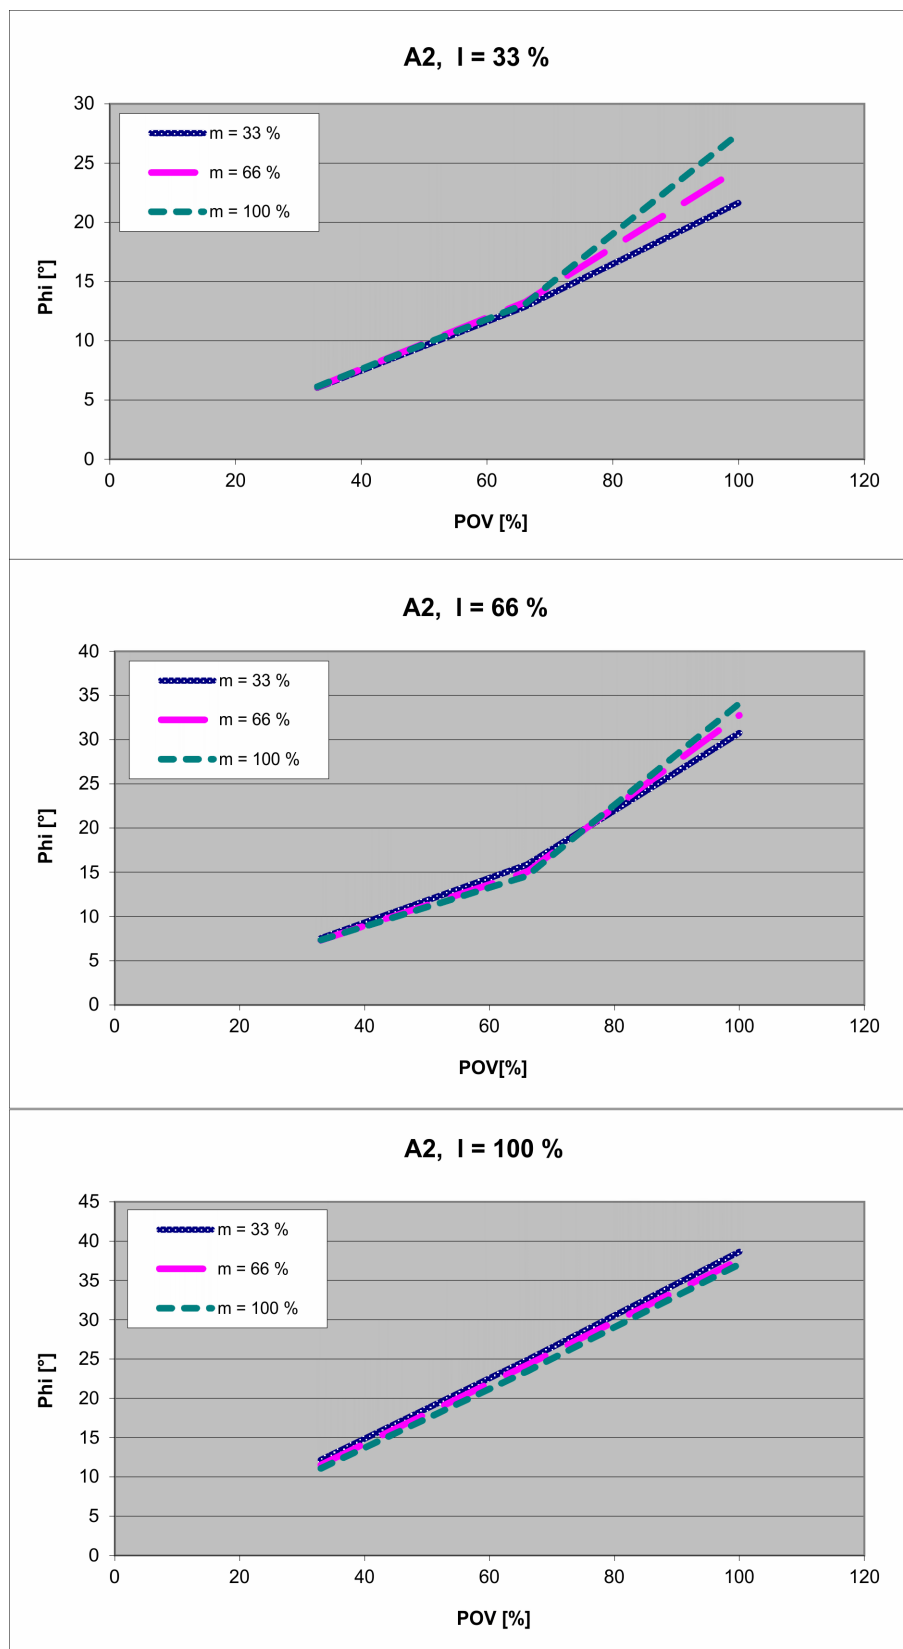 A2,  I = 33 %
30
25
20
15
10
5
0
m = 33 %
m = 66 %
m = 100 %
Phi [°]
0 20 40 60 80 100 120
POV [%]
A2,  I = 66 %
40
35
30
25
20
15
10
5
0
m = 33 %
m = 66 %
m = 100 %
Phi [°]
0 20 40 60 80 100 120
POV[%]
A2,  I = 100 %
45
40
35
30
25
20
15
10
5
0
m = 33 %
m = 66 %
m = 100 %
Phi [°]
0 20 40 60 80 100 120
POV [%]